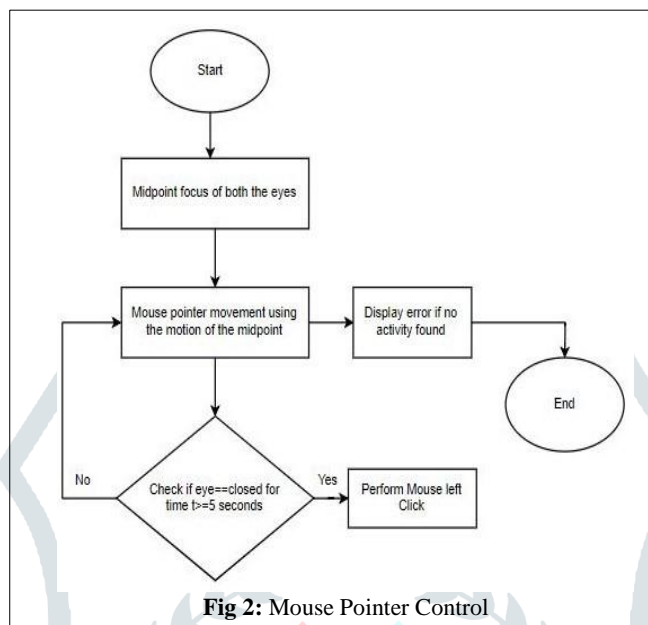 Start
Midpoint focus of both the eyes
Mouse pointer movement using
the motion of the midpoint
Display error if no
activity found
End
No
Check if eye==closed for
time t>=5 seconds
Yes
Perform Mouse left
Click
Fig 2: Mouse Pointer Control